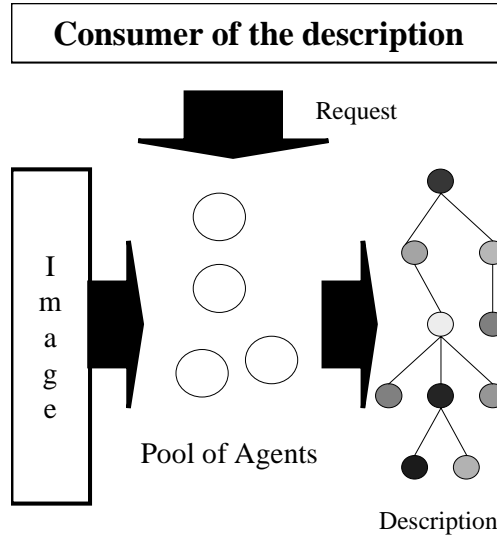 Consumer of the description
Request
I
m
a
g
e
Pool of Agents
Description